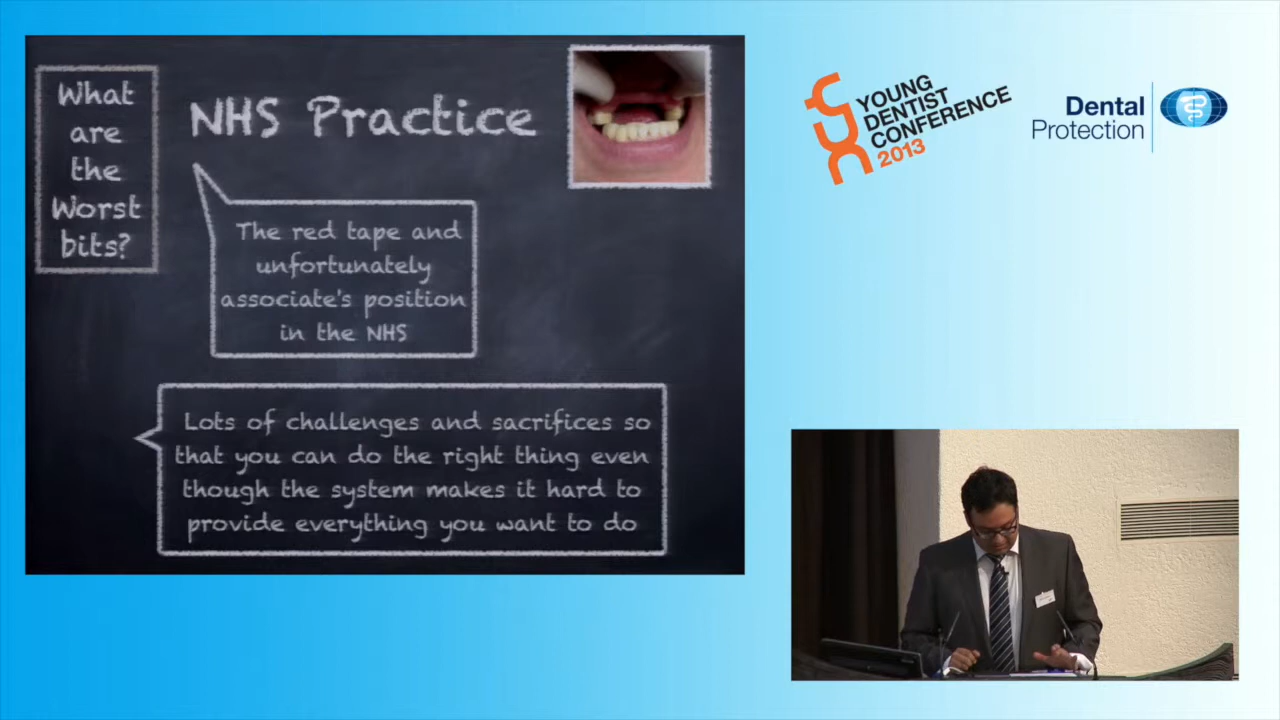 What
are
the
Worst
bits?
NHS Practice
The red tape and
unfortunately
associate's position
in the NHS
Lots of challenges and sacrifices so
that you can do the right thing even
though the system makes it hard to
provide everything you want to do
YOUNG
DENTIST
CONFERENCE
2013
Dental
Protection